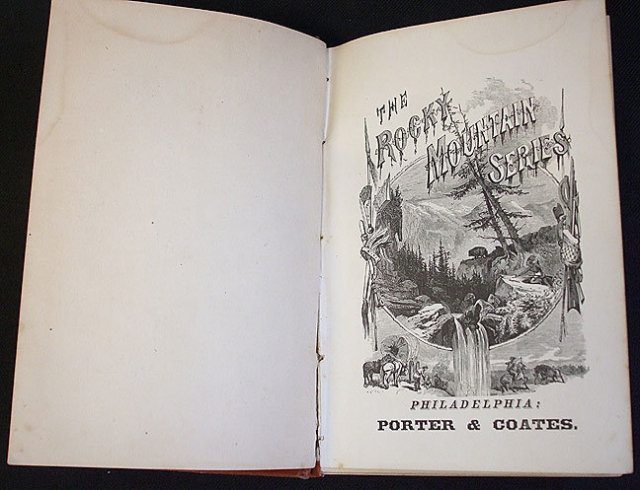 THE
ROCKY
MOUNTAIN
SERIES
PHILADELPHIA:
PORTER & COATES.